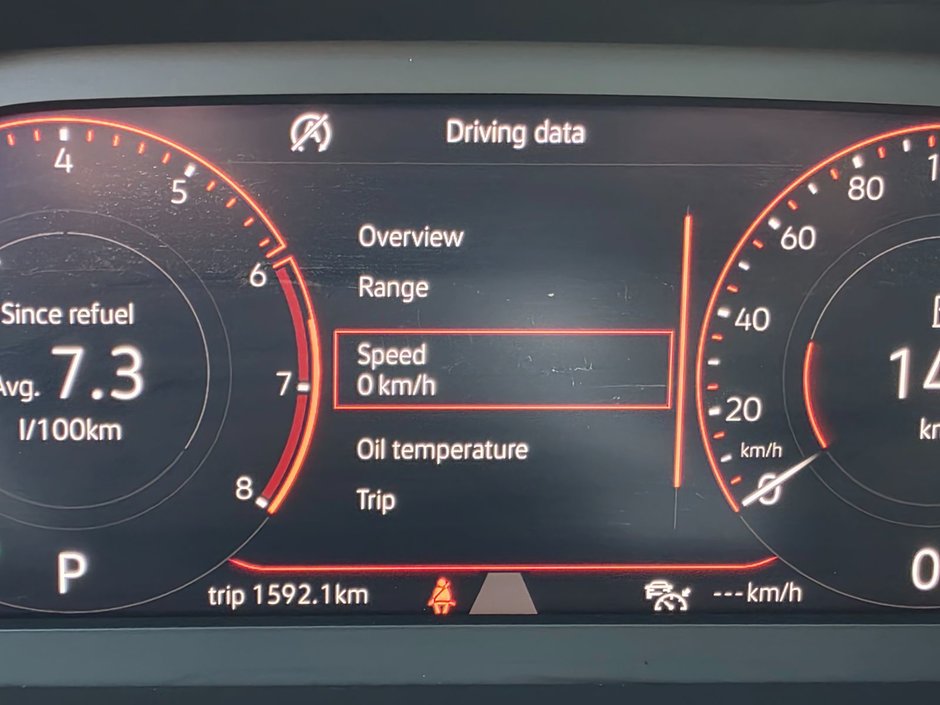 Driving data
4
5
6
7
8
Since refuel
Avg. 7.3
l/100km
P
Overview
Range
Speed
0 km/h
Oil temperature
Trip
80
60
40
20
km/h
0
trip 1592.1km
---km/h